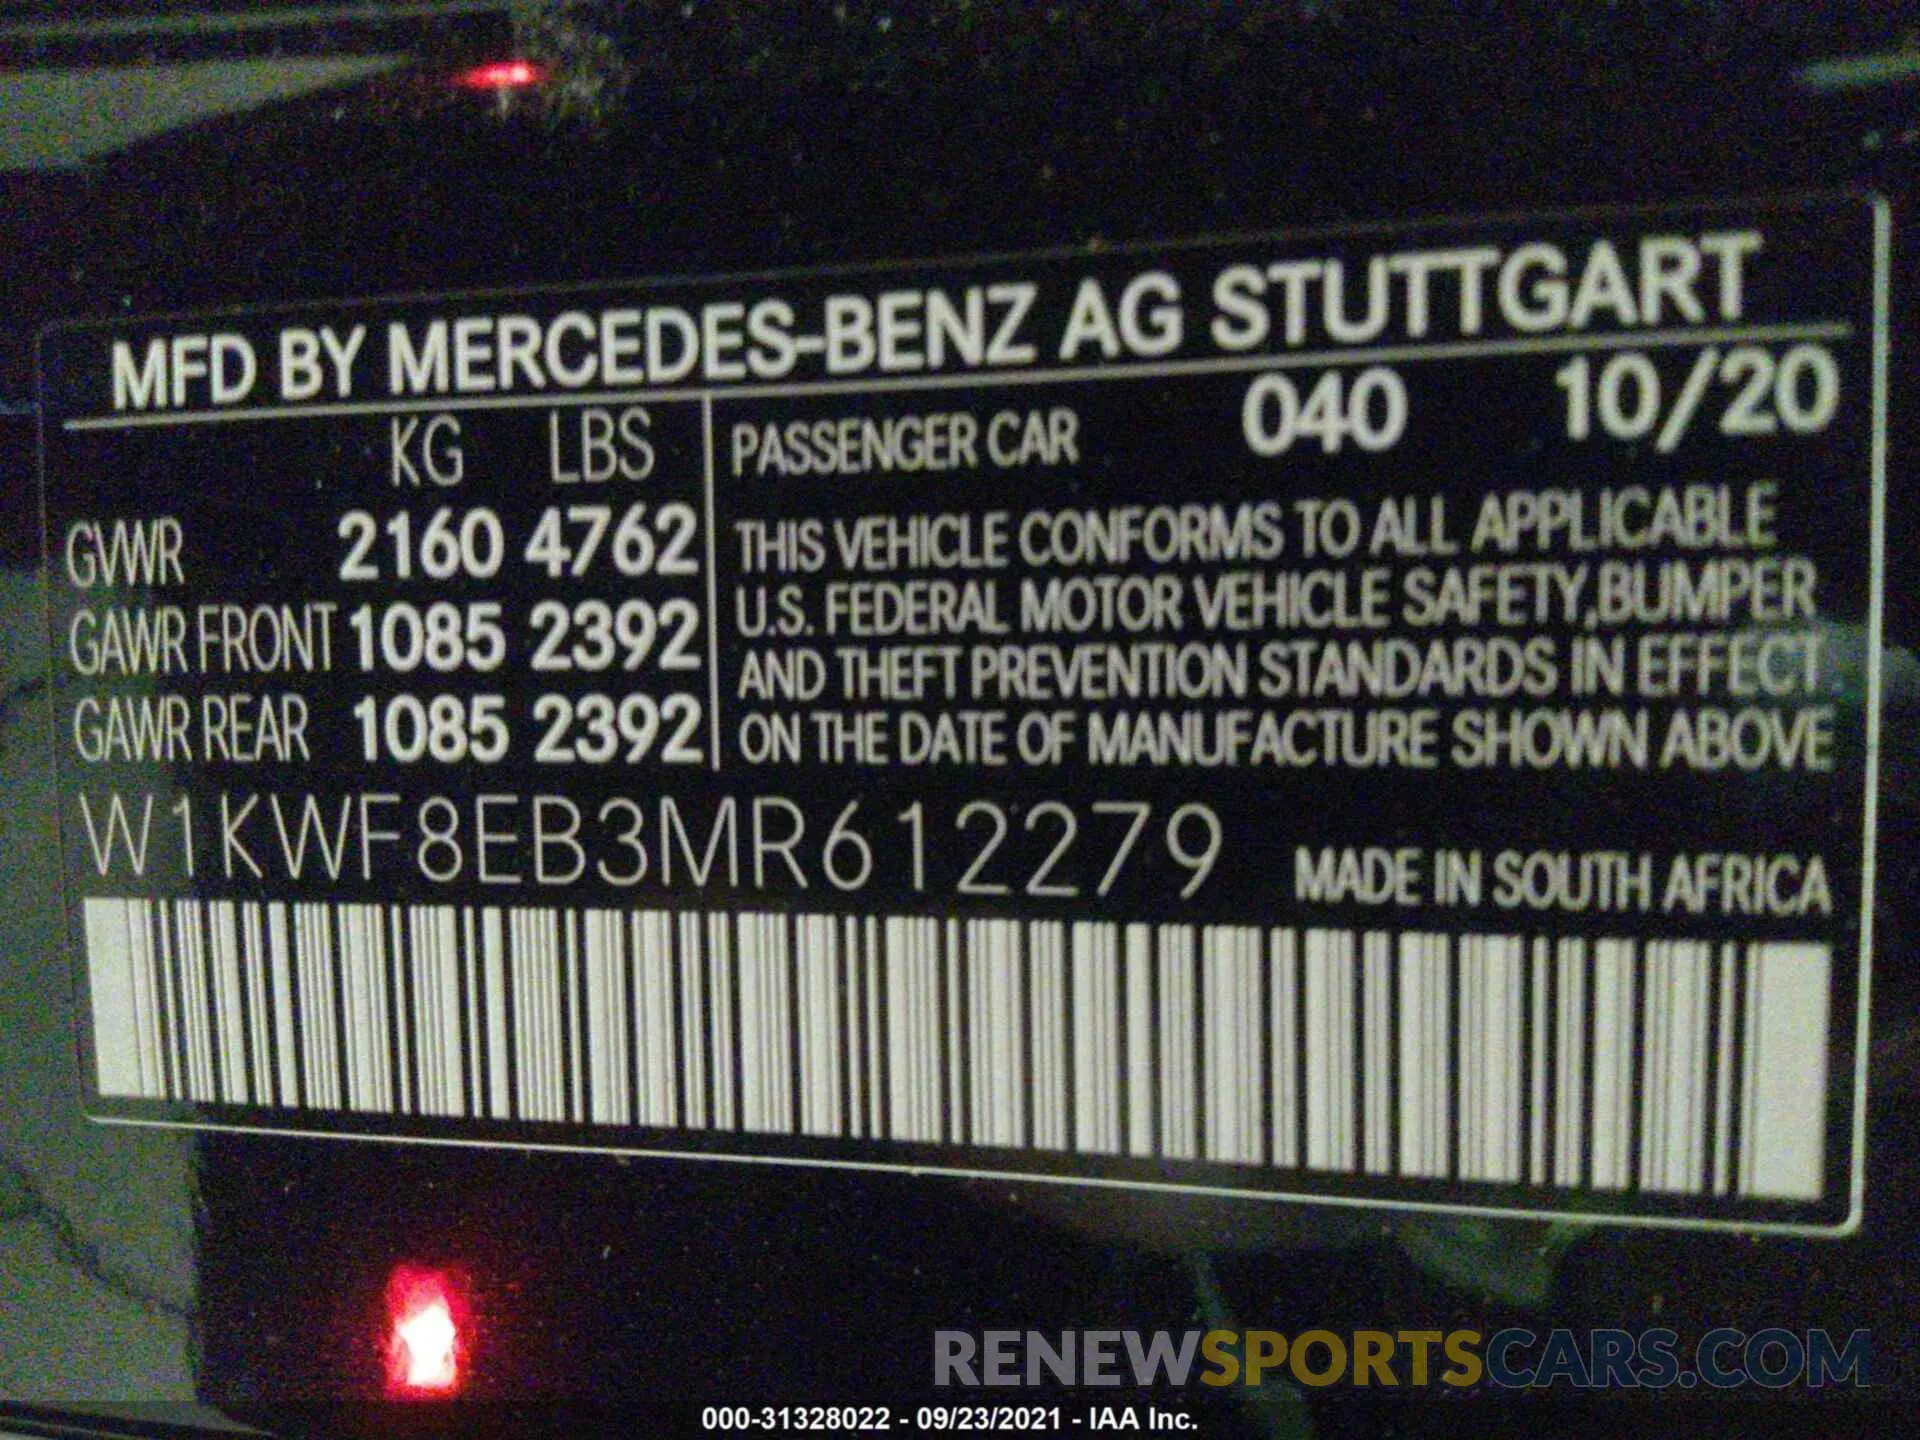 MFD BY MERCEDES-BENZ AG STUTTGART
KG LBS
GVWR 2160 4762
GAWR FRONT 1085 2392
GAWR REAR 1085 2392
PASSENGER CAR 040 10/20
THIS VEHICLE CONFORMS TO ALL APPLICABLE
U.S. FEDERAL MOTOR VEHICLE SAFETY,BUMPER
AND THEFT PREVENTION STANDARDS IN EFFECT
ON THE DATE OF MANUFACTURE SHOWN ABOVE
W1KWF8EB3MR612279
MADE IN SOUTH AFRICA
RENEWSPORTSCARS.COM
000-31328022 - 09/23/2021 - IAA Inc.